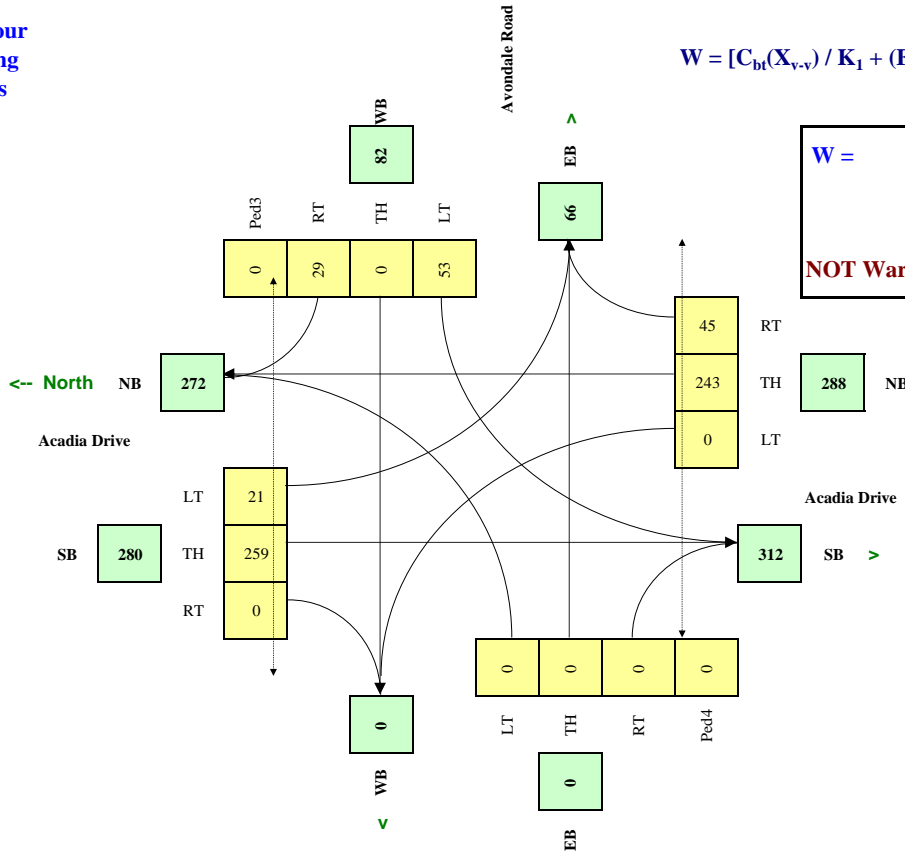 our
ng
s
Avondale Road
W = [Cbt(Xv-v) / K1 + (F
W =
NOT War
WB
82
^
EB
66
Ped3
RT
TH
LT
0
29
0
53
45
RT
<-- North
NB
272
243
TH
288
NB
0
LT
Acadia Drive
LT
21
Acadia Drive
SB
280
TH
259
312
SB
>
RT
0
0
0
0
0
LT
TH
RT
Ped4
0
WB
v
0
EB